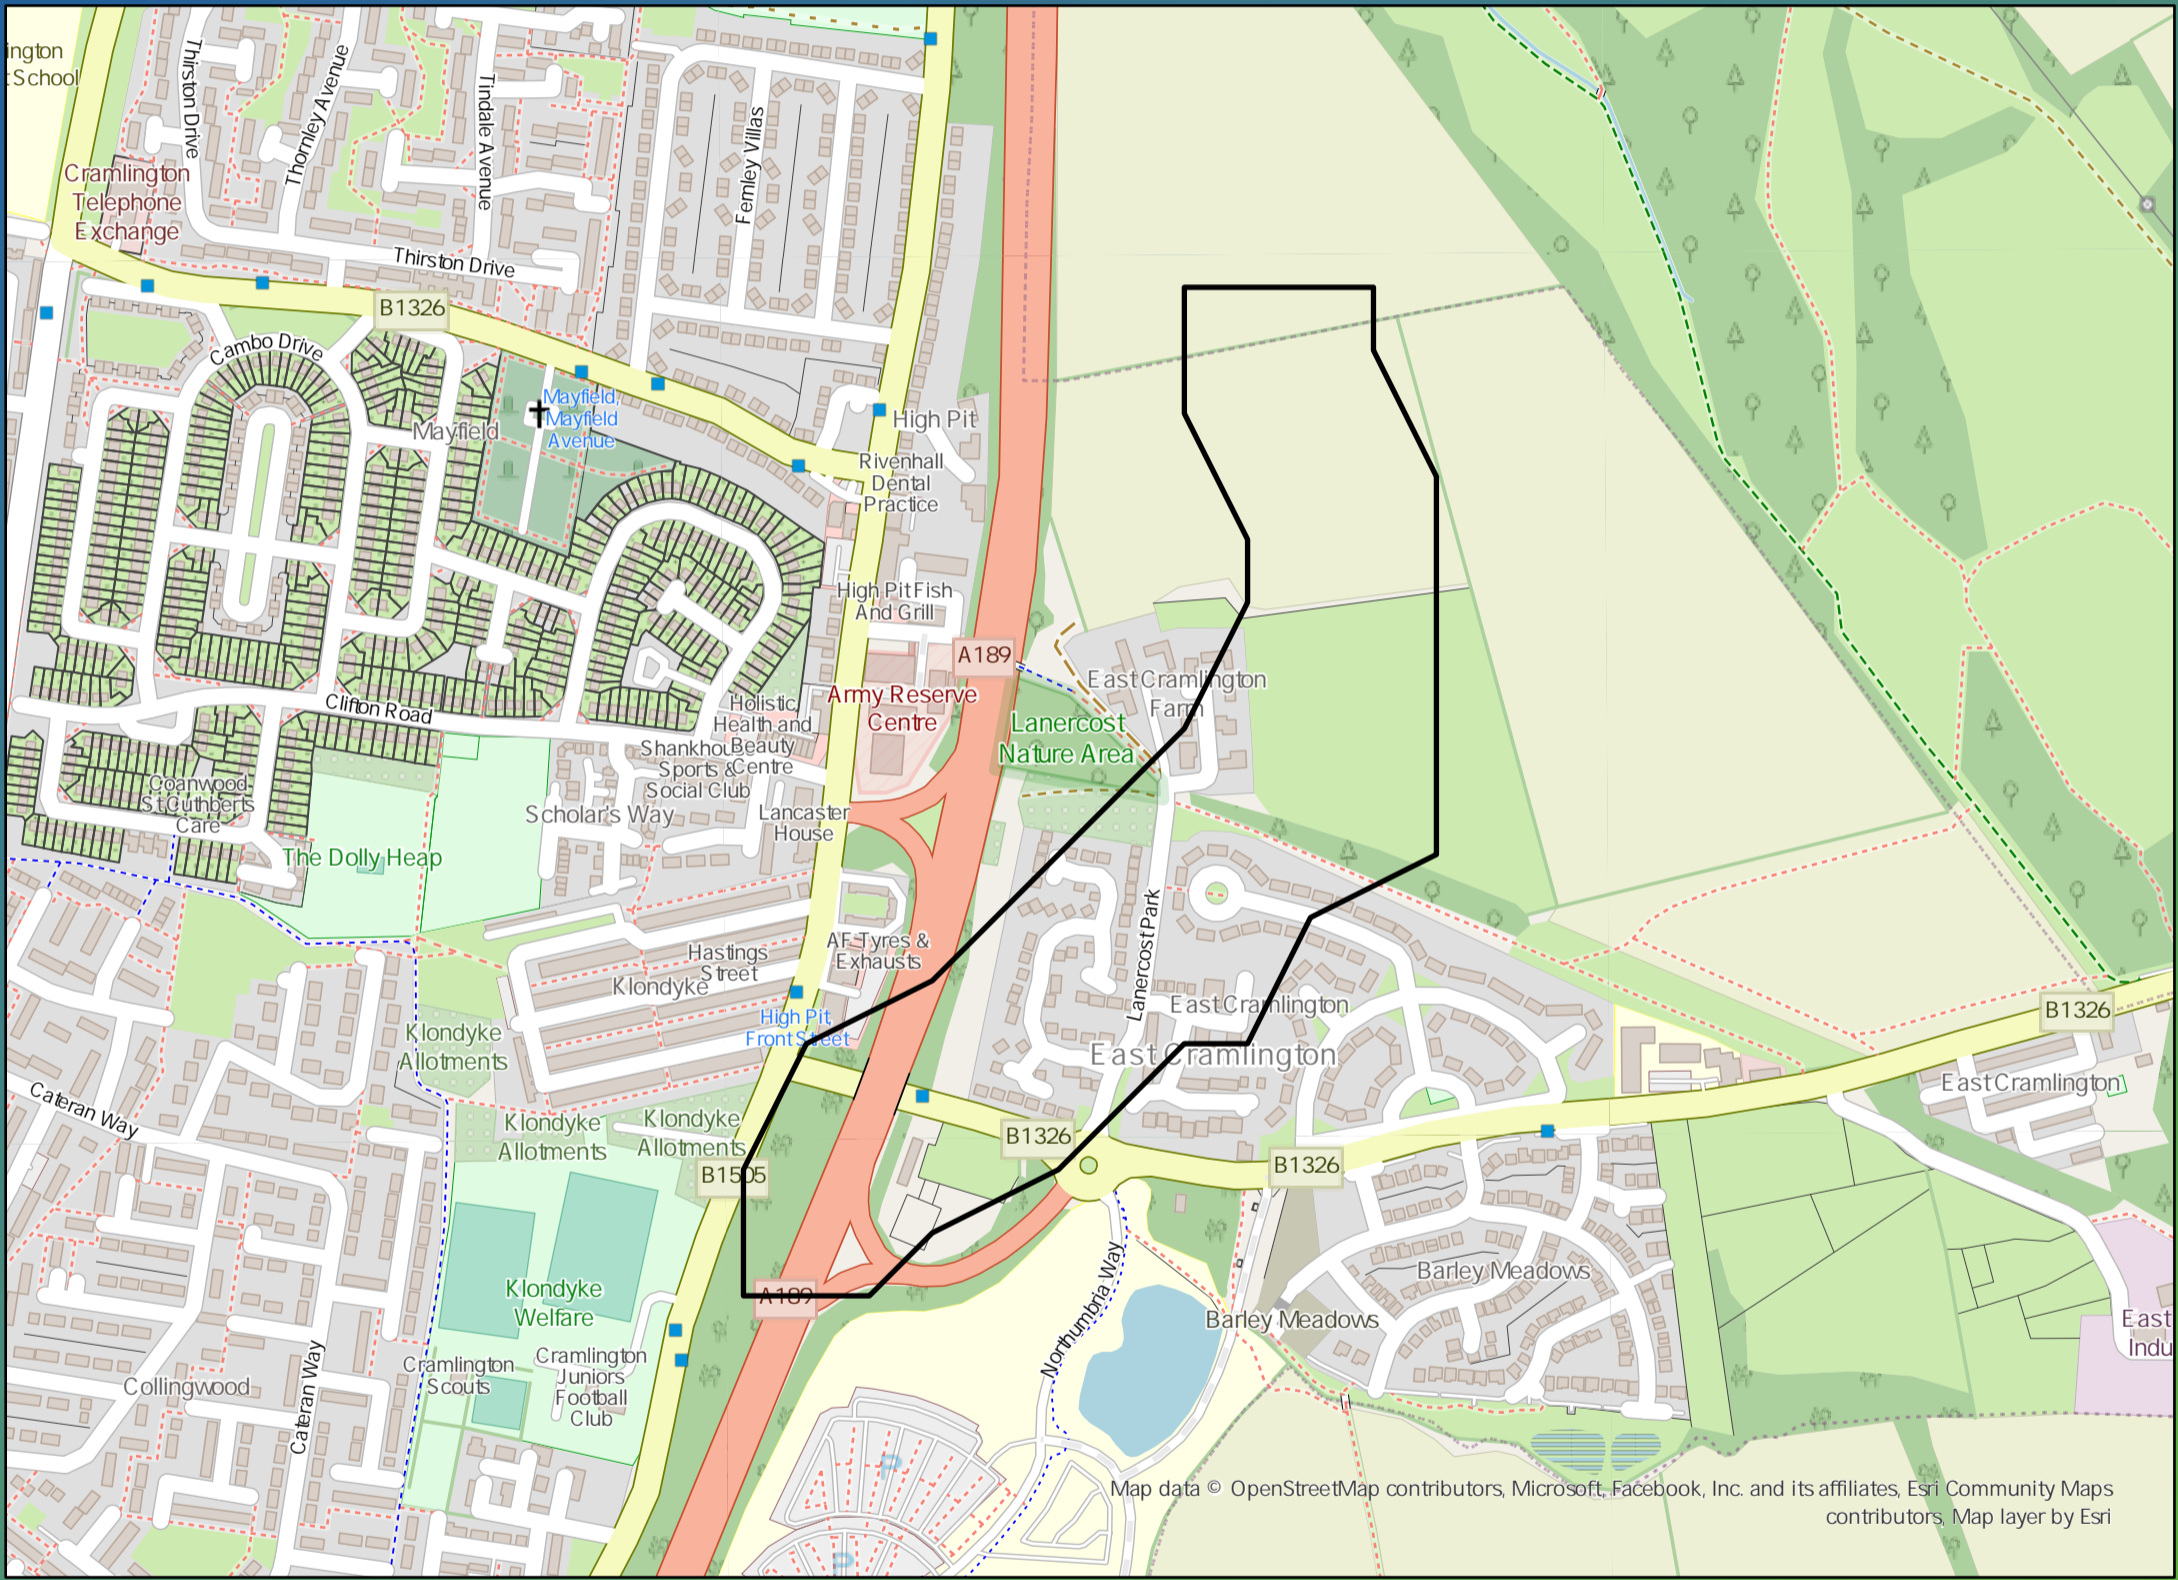 ington
t School
Thirston Drive
Thornley Avenue
Tindale Avenue
Fernley Villas
Cramlington
Telephone
Exchange
Thirston Drive
B1326
Cambo Drive
Mayfield
Mayfield,
Mayfield
Avenue
High Pit
Rivenhall
Dental
Practice
High Pit Fish
And Grill
A189
East Cramlington
Farm
Army Reserve
Centre
Lanercost
Nature Area
Clifton Road
Holistic,
Health and
Beauty
Centre
Shankhouse
Sports &
Social Club
Coanwood
St Cuthberts
Care
Scholar's Way
Lancaster
House
The Dolly Heap
Lanercost Park
AF Tyres &
Exhausts
Hastings
Street
Klondyke
High Pit,
Front Street
East Cramlington
East Cramlington
B1326
Klondyke
Allotments
East Cramlington
Cateran Way
Klondyke
Allotments
Klondyke
Allotments
B1326
B1505
B1326
A189
Klondyke
Welfare
Northumbria Way
Barley Meadows
Barley Meadows
East
Indu
Cramlington
Scouts
Cramlington
Juniors
Football
Club
Collingwood
Cateran Way
P
P
Map data © OpenStreetMap contributors, Microsoft, Facebook, Inc. and its affiliates, Esri Community Maps
contributors, Map layer by Esri